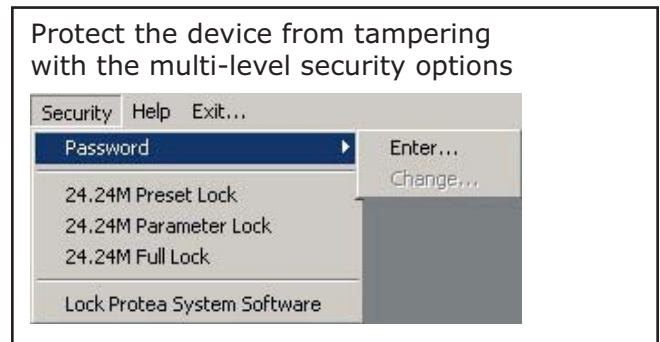 Protect the device from tampering
with the multi-level security options
Security Help Exit...
Password Enter...
Change...
24.24M Preset Lock
24.24M Parameter Lock
24.24M Full Lock
Lock Protea System Software